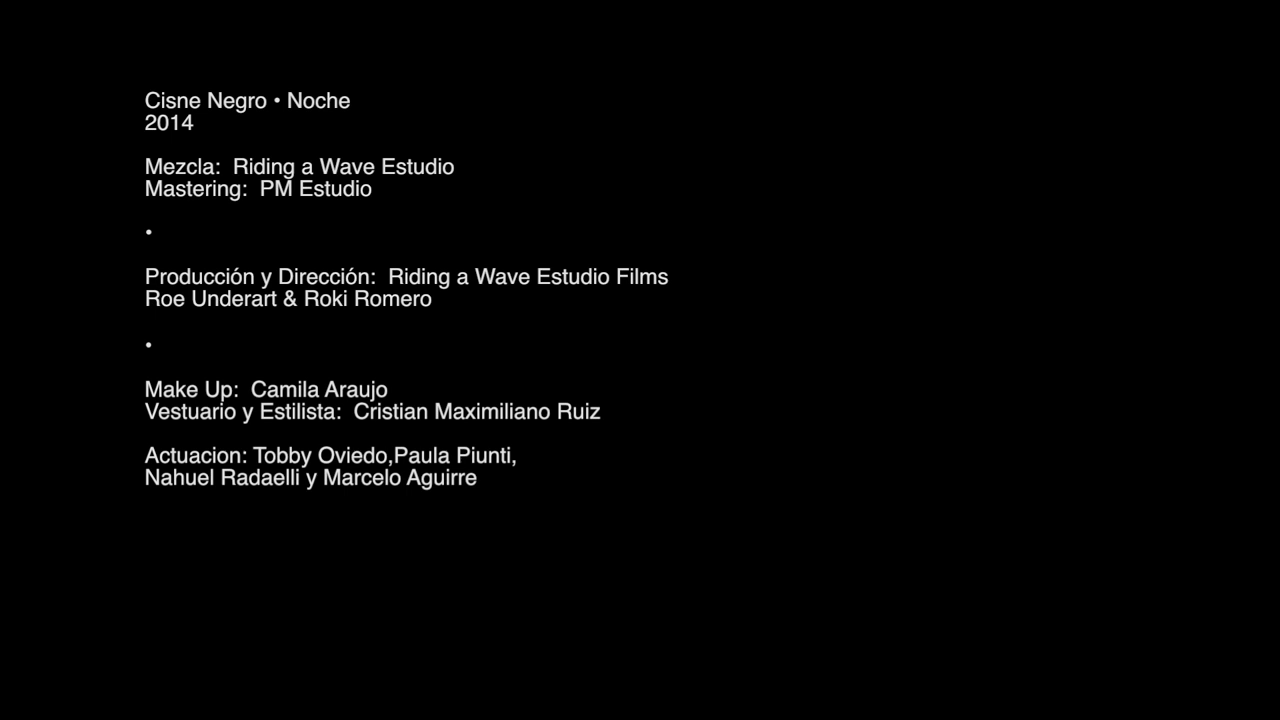 Cisne Negro • Noche
2014
Mezcla:  Riding a Wave Estudio
Mastering:  PM Estudio
•
Producción y Dirección:  Riding a Wave Estudio Films
Roe Underart & Roki Romero
•
Make Up:  Camila Araujo
Vestuario y Estilista:  Cristian Maximiliano Ruiz
Actuacion: Tobby Oviedo,Paula Piunti,
Nahuel Radaelli y Marcelo Aguirre